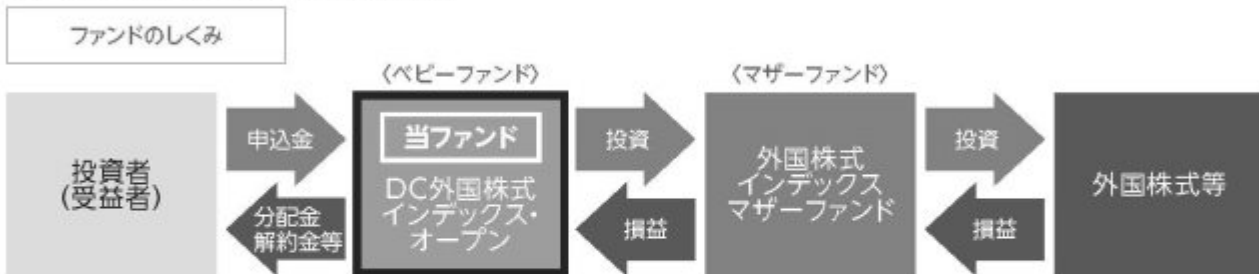 ファンドのしくみ
〈ベビーファンド〉
〈マザーファンド〉
投資者
(受益者)
申込金
分配金
解約金等
当ファンド
DC外国株式
インデックス・
オープン
投資
損益
外国株式
インデックス
マザーファンド
投資
損益
外国株式等